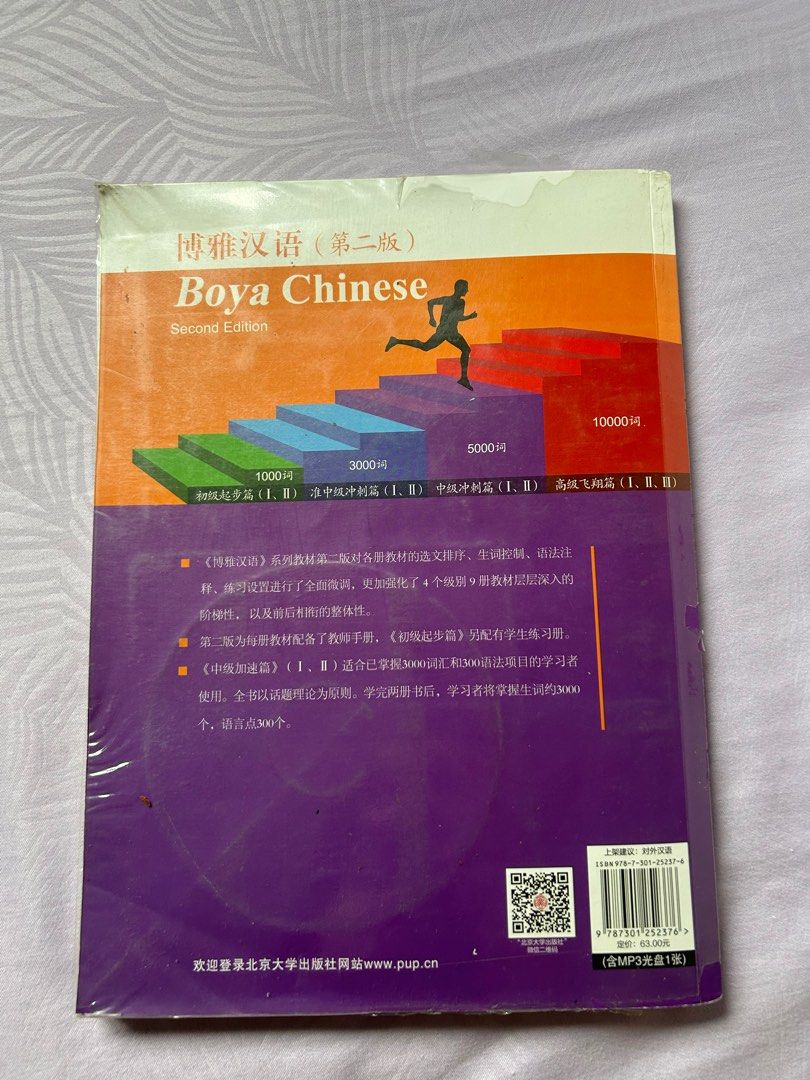 博雅汉语（第二版）
Boya Chinese
Second Edition
1000词
3000词
5000词
10000词
初级起步篇（Ⅰ、Ⅱ） 准中级冲刺篇（Ⅰ、Ⅱ） 中级冲刺篇（Ⅰ、Ⅱ） 高级飞翔篇（Ⅰ、Ⅱ、Ⅲ）
■ 《博雅汉语》系列教材第二版对各册教材的选文排序、生词控制、语法注
释、练习设置进行了全面微调，更加强化了 4 个级别 9 册教材层层深入的
阶梯性，以及前后相衔的整体性。
■ 第二版为每册教材配备了教师手册，《初级起步篇》另配有学生练习册。
■ 《中级加速篇》（Ⅰ、Ⅱ）适合已掌握3000词汇和300语法项目的学习者
使用。全书以话题理论为原则。学完两册书后，学习者将掌握生词约3000
个，语言点300个。
上架建议：对外汉语
ISBN 978-7-301-25237-6
9 787301 252376 >
定价：63.00元
(含MP3光盘1张)
“北京大学出版社”
微信二维码
欢迎登录北京大学出版社网站www.pup.cn